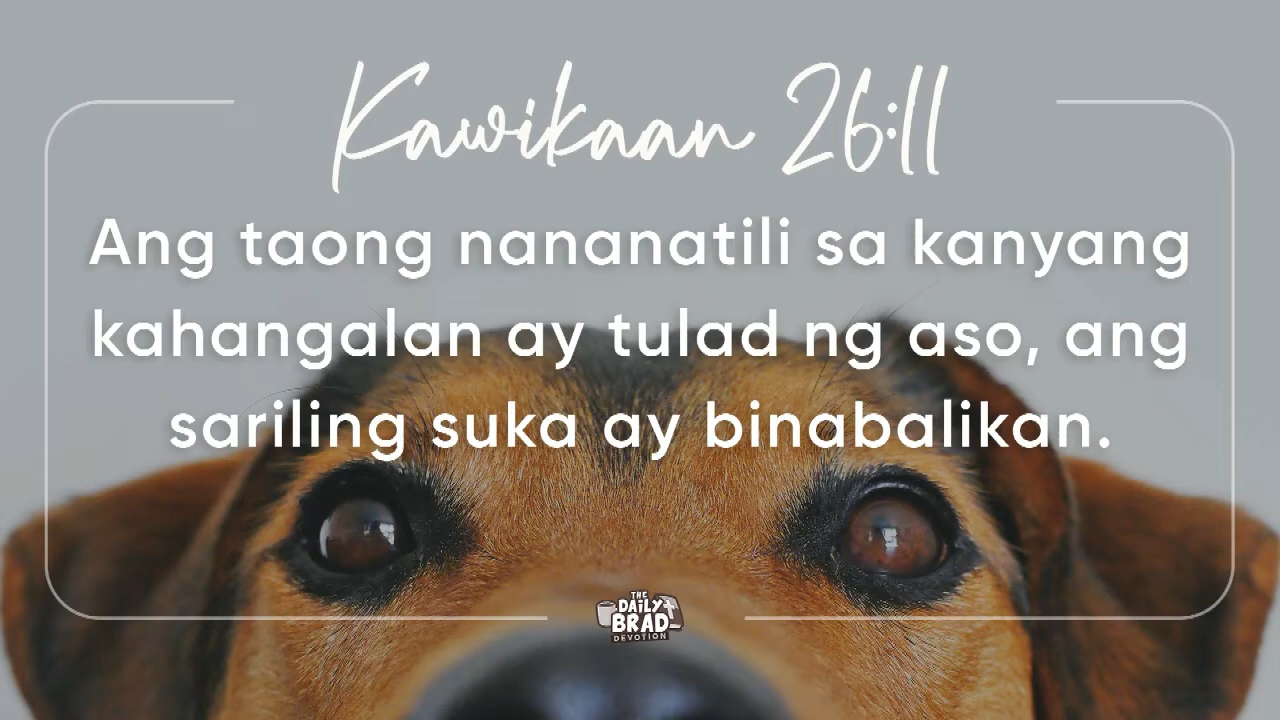 Kawikaan 26:11
Ang taong nananatili sa kanyang
kahangalan ay tulad ng aso, ang
sariling suka ay binabalikan.
THE
DAILY
BRAD
DEVOTION